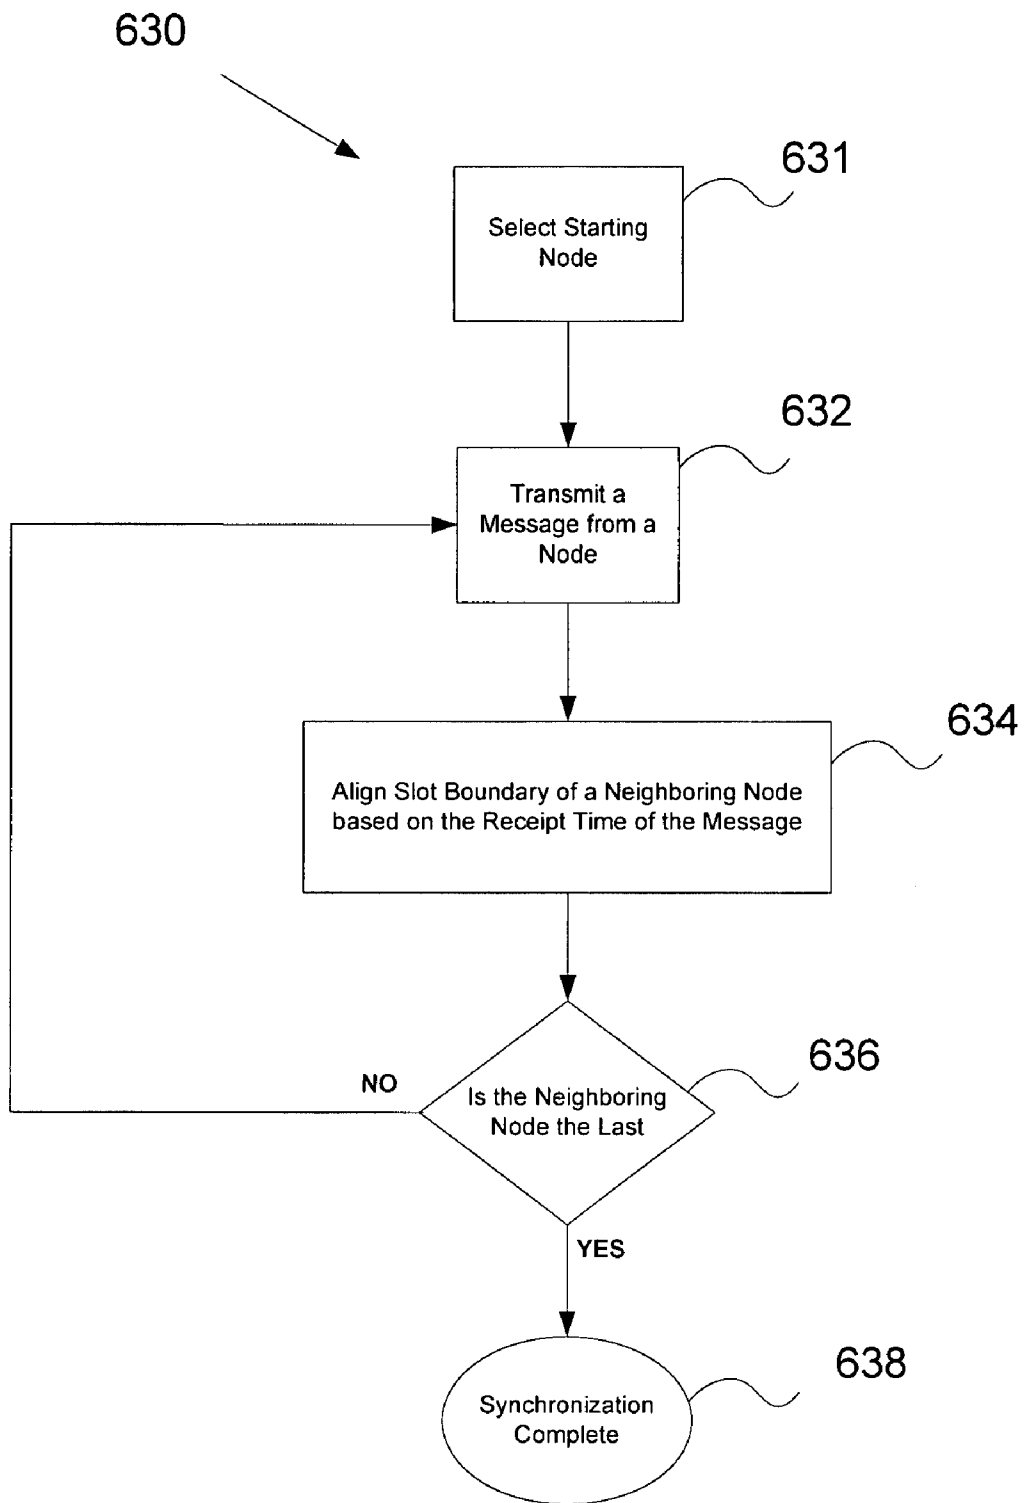 630
631
Select Starting
Node
632
Transmit a
Message from a
Node
634
Align Slot Boundary of a Neighboring Node
based on the Receipt Time of the Message
636
NO
Is the Neighboring
Node the Last
YES
638
Synchronization
Complete